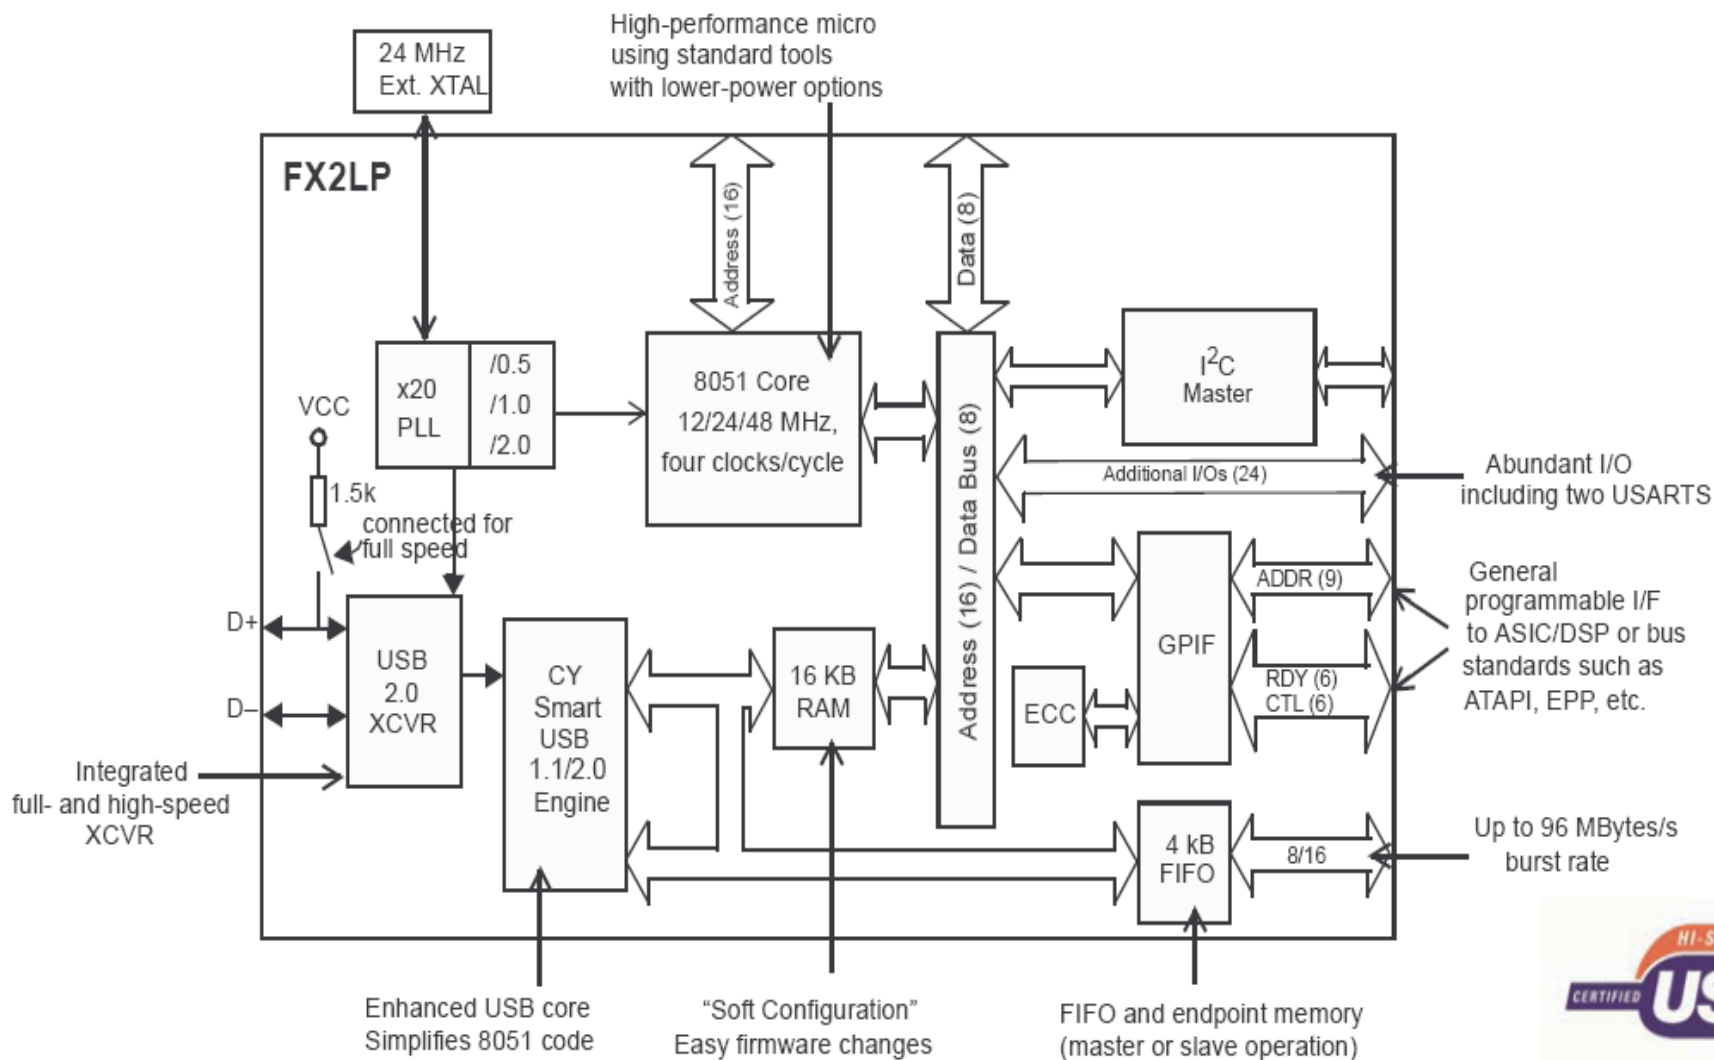 High-performance micro
using standard tools
with lower-power options
24 MHz
Ext. XTAL
FX2LP
Address (16)
Data (8)
x20
PLL
/0.5
/1.0
/2.0
VCC
1.5k
connected for
full speed
8051 Core
12/24/48 MHz,
four clocks/cycle
Address (16) / Data Bus (8)
I2C
Master
Additional I/Os (24)
Abundant I/O
including two USARTS
D+
D–
USB
2.0
XCVR
CY
Smart
USB
1.1/2.0
Engine
16 KB
RAM
ECC
GPIF
ADDR (9)
RDY (6)
CTL (6)
General
programmable I/F
to ASIC/DSP or bus
standards such as
ATAPI, EPP, etc.
Integrated
full- and high-speed
XCVR
4 kB
FIFO
8/16
Up to 96 MBytes/s
burst rate
Enhanced USB core
Simplifies 8051 code
“Soft Configuration”
Easy firmware changes
FIFO and endpoint memory
(master or slave operation)
HI-S
CERTIFIED
US